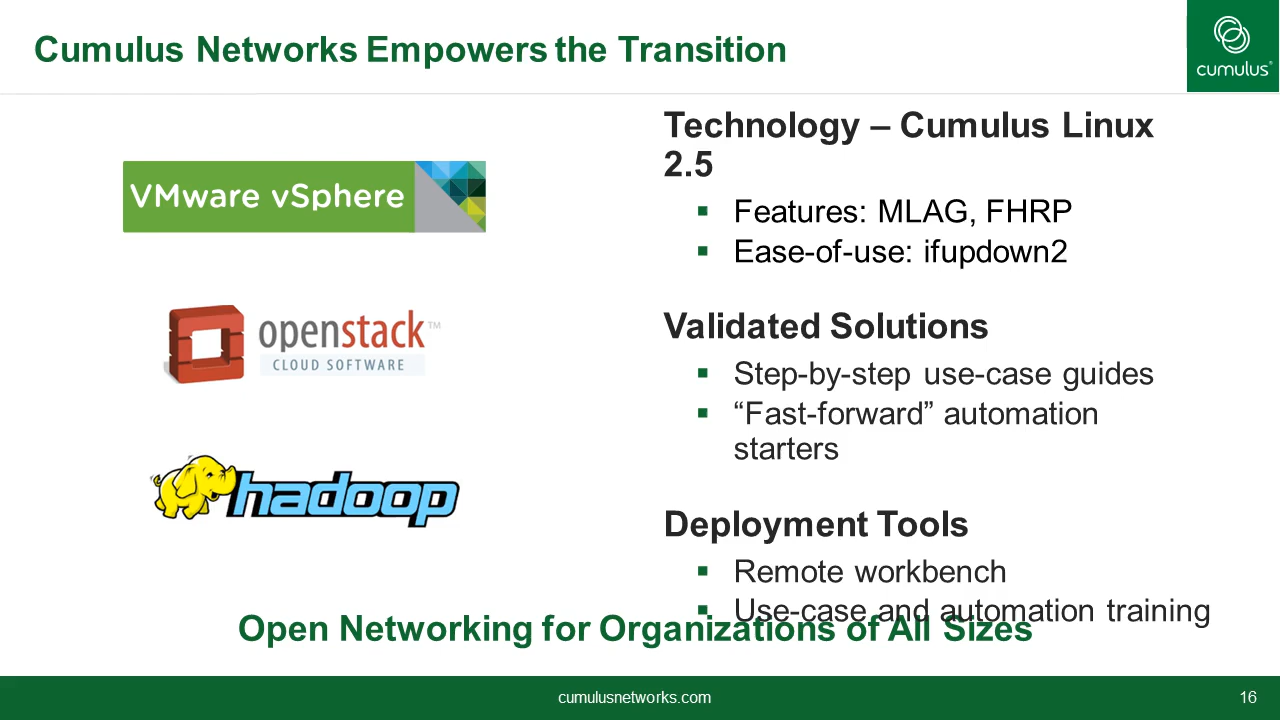 Cumulus Networks Empowers the Transition
cumulus®
VMware vSphere
openstack™
CLOUD SOFTWARE
hadoop
Technology – Cumulus Linux
2.5
▪ Features: MLAG, FHRP
▪ Ease-of-use: ifupdown2
Validated Solutions
▪ Step-by-step use-case guides
▪ “Fast-forward” automation
starters
Deployment Tools
▪ Remote workbench
▪ Use-case and automation training
Open Networking for Organizations of All Sizes
cumulusnetworks.com
16